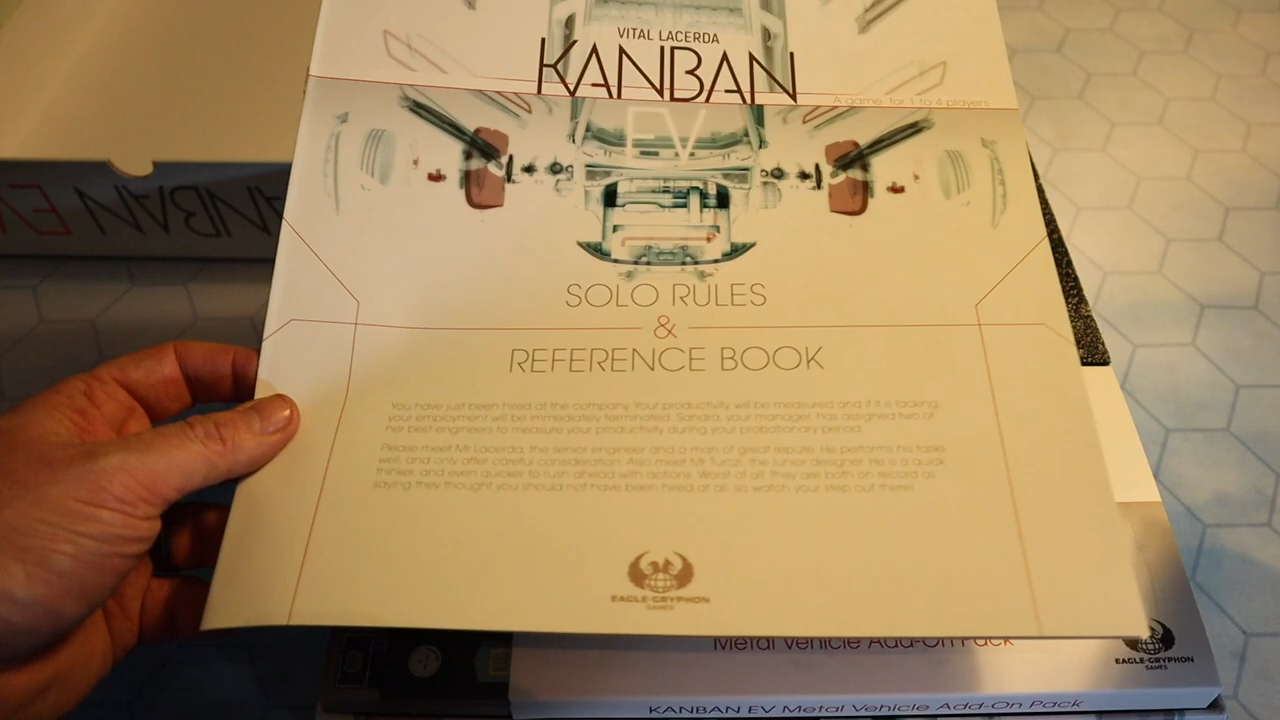 VITAL LACERDA
KANBAN
A game for 1 to 4 players
EV
KANBAN EV
SOLO RULES
&
REFERENCE BOOK
You have just been hired at the company. Your productivity will be measured and if it is lacking,
your employment will be immediately terminated. Sandra, your manager, has assigned two of
her best engineers to measure your productivity during your probationary period.
Please meet Mr. Lacerda, the senior engineer and a man of great repute. He performs his tasks
well, and only after careful consideration. Also meet Mr. Turczi, the junior designer. He is a quick
thinker and even quicker to rush ahead with actions. Worst of all, they are both on record as
saying they thought you should not have been hired at all, so watch your step out there!
EAGLE-GRYPHON
GAMES
Metal Vehicle Add-On Pack
EAGLE-GRYPHON
GAMES
KANBAN EV Metal Vehicle Add-On Pack